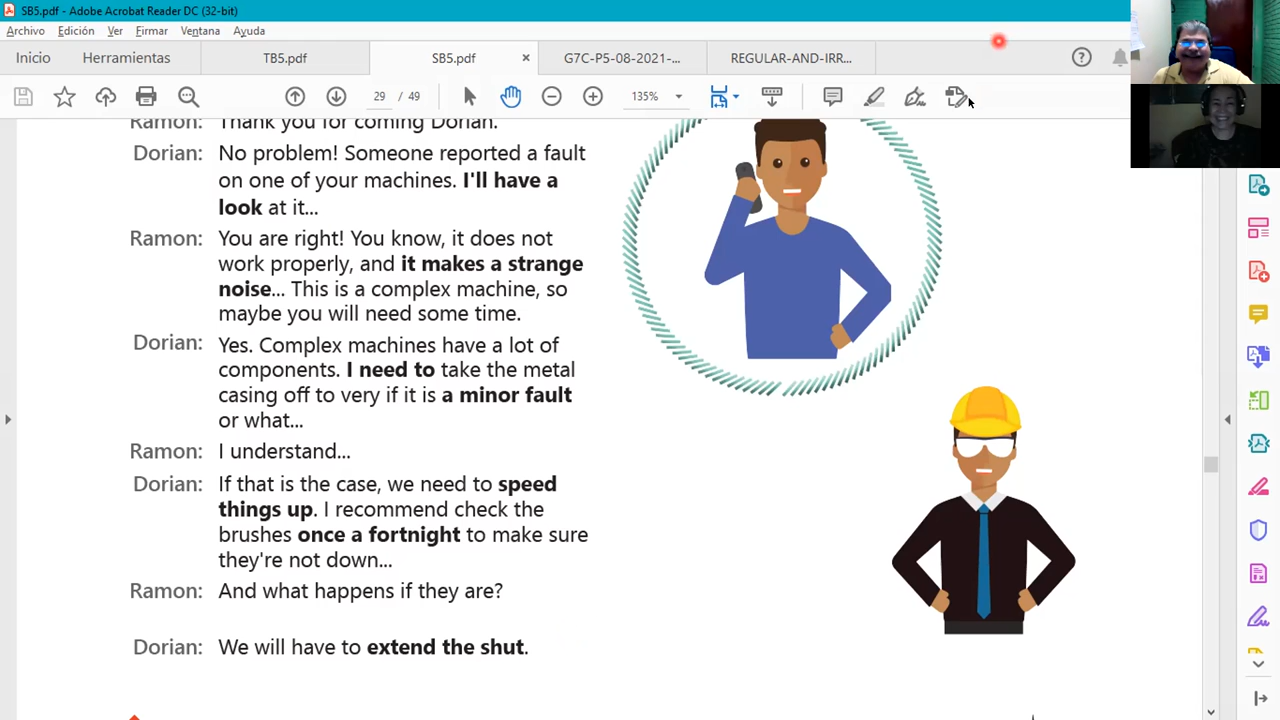 SB5.pdf - Adobe Acrobat Reader DC (32-bit)
Archivo Edición Ver Firmar Ventana Ayuda
Inicio Herramientas TB5.pdf SB5.pdf × G7C-P5-08-2021-... REGULAR-AND-IRR...
29 / 49 135%
Ramon: Thank you for coming Dorian.
Dorian: No problem! Someone reported a fault
on one of your machines. I'll have a
look at it...
Ramon: You are right! You know, it does not
work properly, and it makes a strange
noise... This is a complex machine, so
maybe you will need some time.
Dorian: Yes. Complex machines have a lot of
components. I need to take the metal
casing off to very if it is a minor fault
or what...
Ramon: I understand...
Dorian: If that is the case, we need to speed
things up. I recommend check the
brushes once a fortnight to make sure
they're not down...
Ramon: And what happens if they are?
Dorian: We will have to extend the shut.